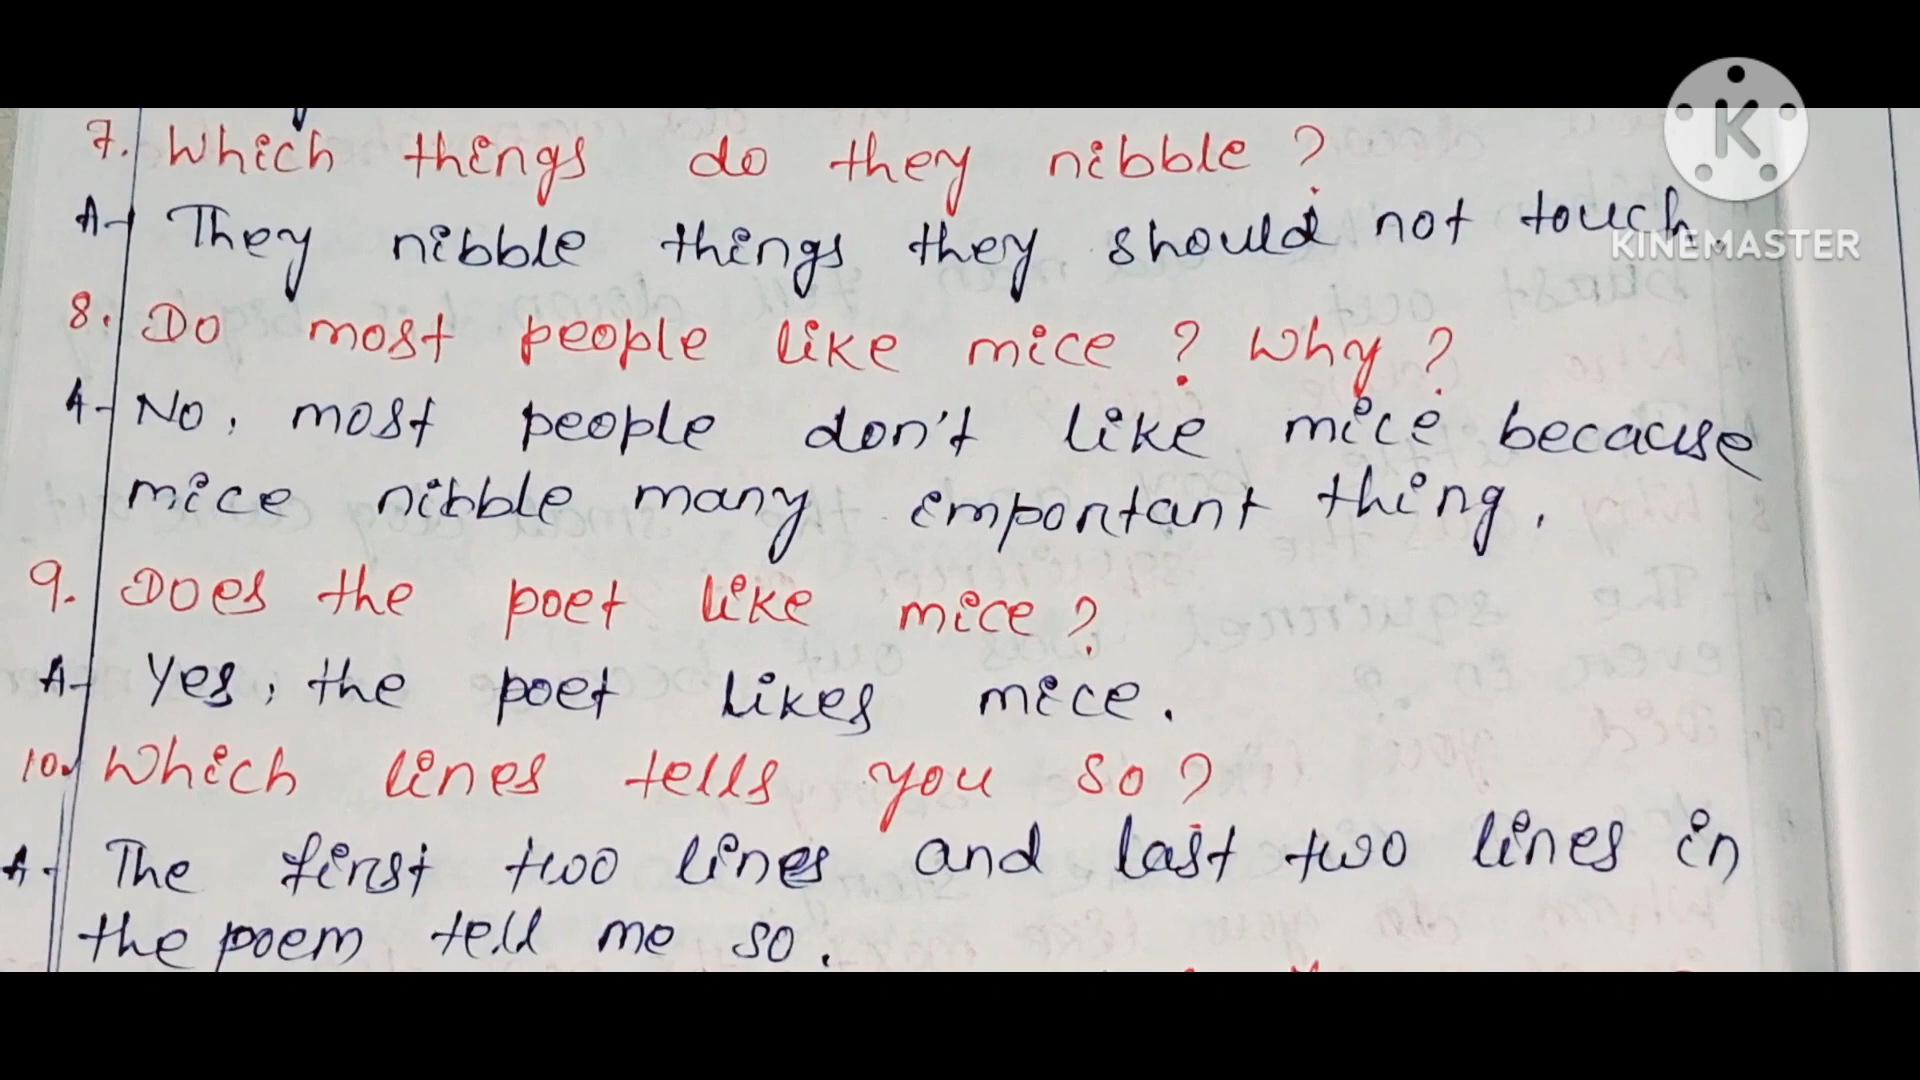 7. Which things do they nibble?
A- They nibble things they should not touch.
8. Do most people like mice? Why?
A- No, most people don't like mice because
mice nibble many important thing.
9. Does the poet like mice?
A- Yes, the poet likes mice.
10. Which lines tells you so?
A- The first two lines and last two lines in
the poem tell me so.
K
KINEMASTER